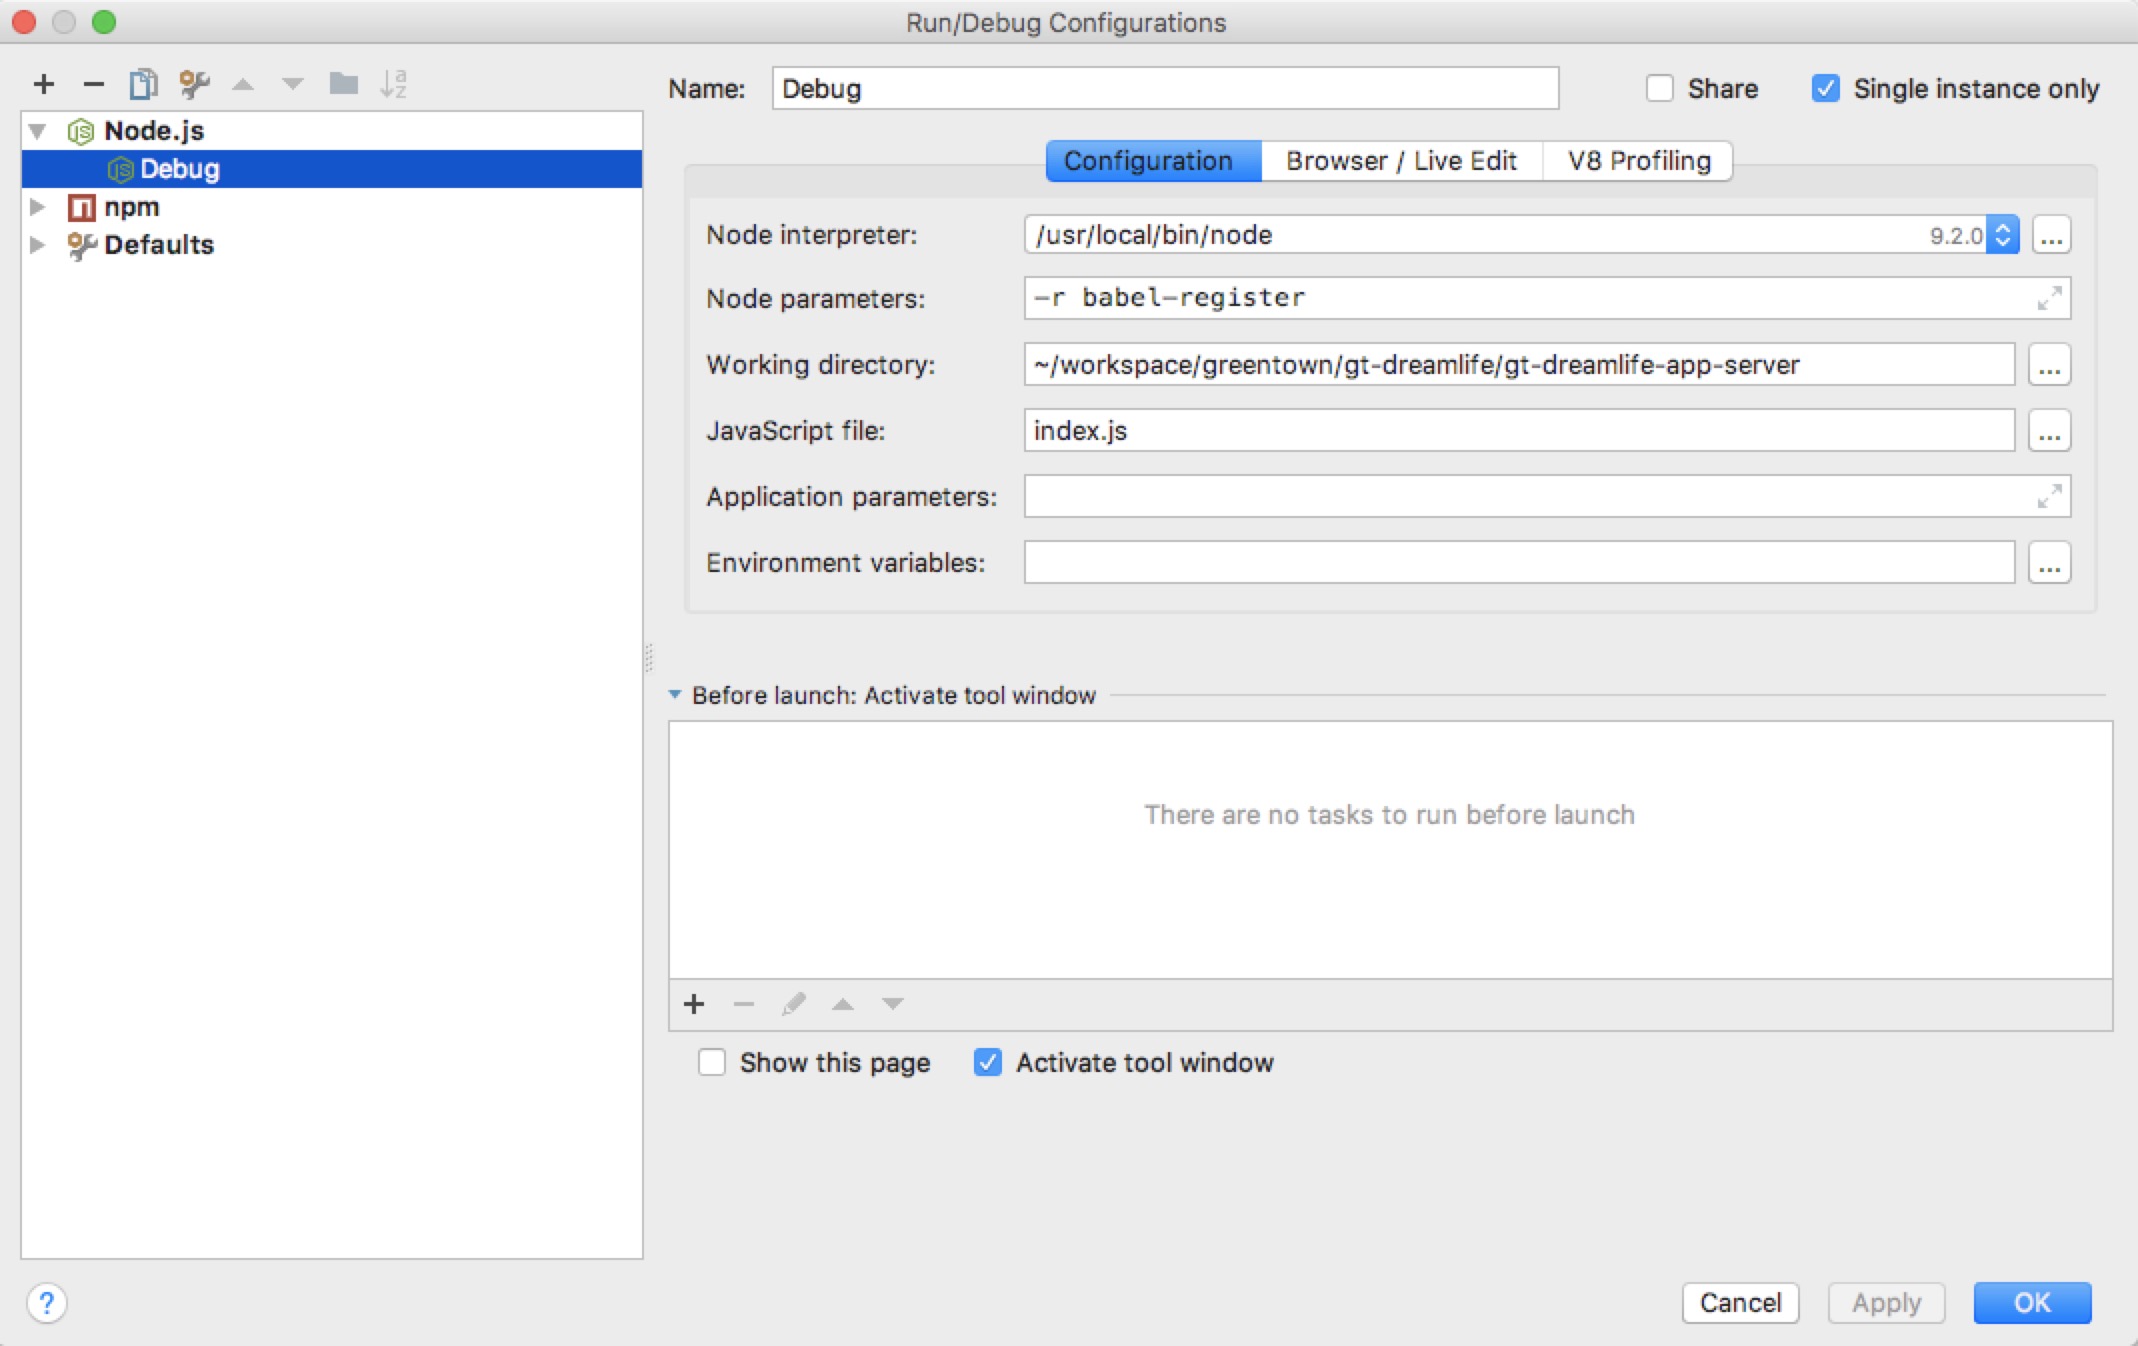 Run/Debug Configurations
Name: Debug Share Single instance only
Node.js
Debug
npm
Defaults
Configuration Browser / Live Edit V8 Profiling
Node interpreter: /usr/local/bin/node 9.2.0 ...
Node parameters: -r babel-register
Working directory: ~/workspace/greentown/gt-dreamlife/gt-dreamlife-app-server ...
JavaScript file: index.js ...
Application parameters:
Environment variables: ...
Before launch: Activate tool window
There are no tasks to run before launch
Show this page Activate tool window
? Cancel Apply OK